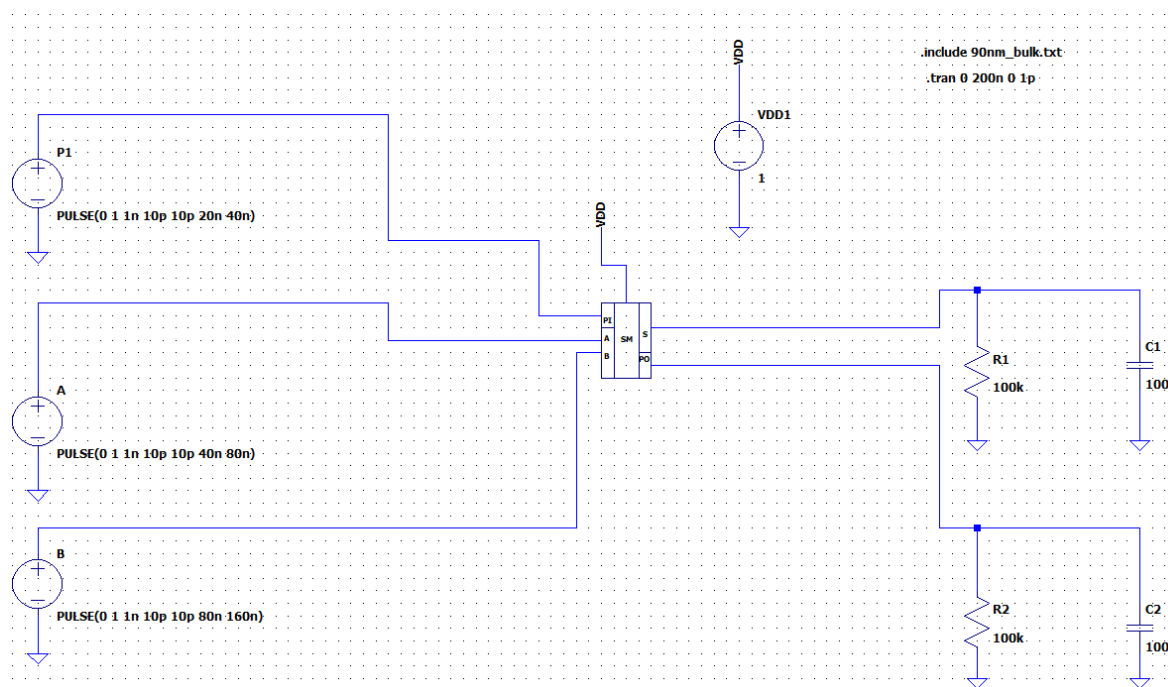 .include 90nm_bulk.txt
.tran 0 200n 0 1p
VDD
VDD1
1
P1
PULSE(0 1 1n 10p 10p 20n 40n)
VDD
PI
A
B
SM
S
PO
A
PULSE(0 1 1n 10p 10p 40n 80n)
R1
100k
C1
100
B
PULSE(0 1 1n 10p 10p 80n 160n)
R2
100k
C2
100